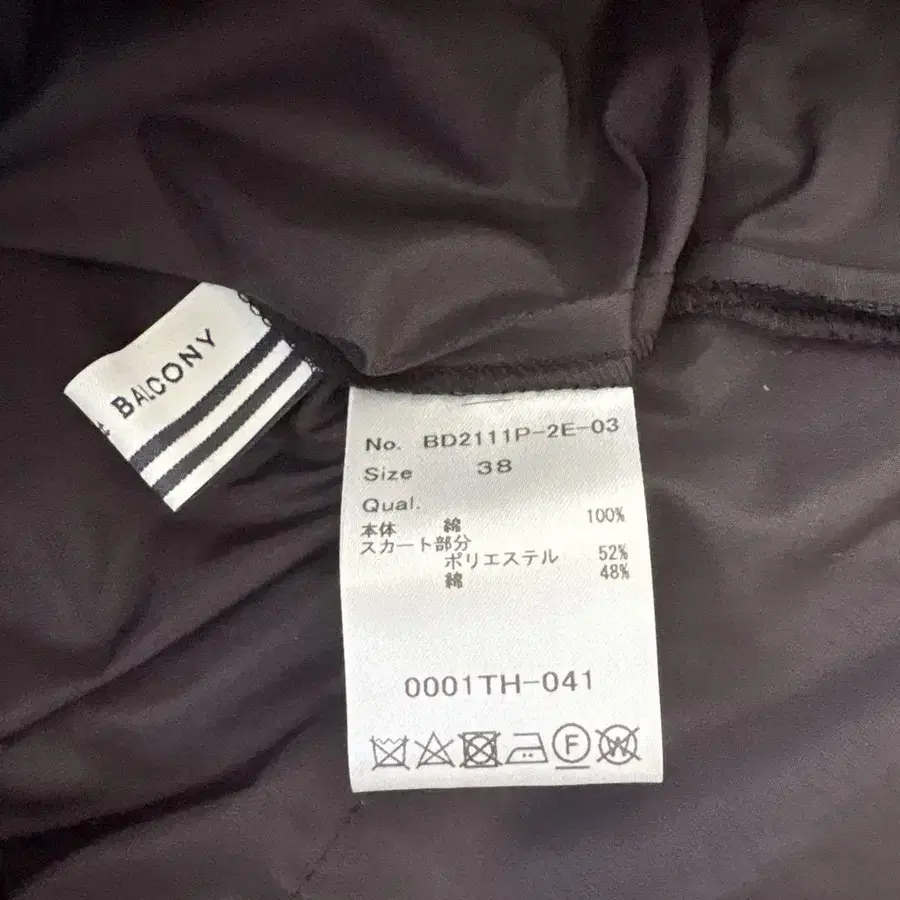 BALCONY
No. BD2111P-2E-03
Size 38
Qual.
本体 綿 100%
スカート部分
ポリエステル 52%
綿 48%
0001TH-041
F W